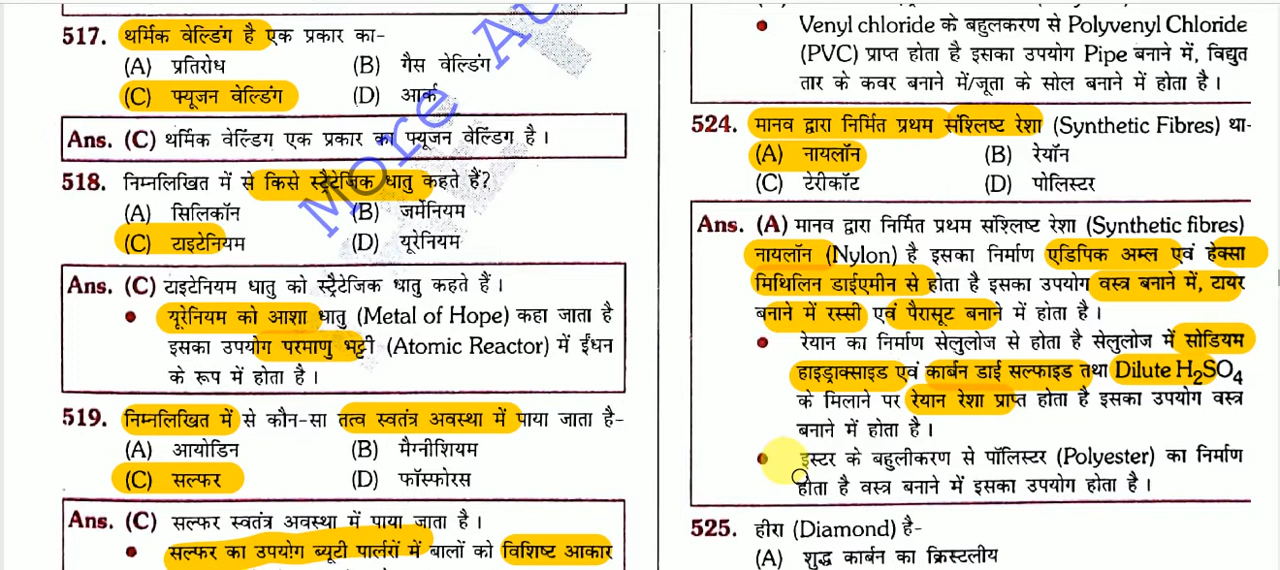 517. थर्मिक वेल्डिंग है एक प्रकार का-
(A) प्रतिरोध (B) गैस वेल्डिंग
(C) फ्यूजन वेल्डिंग (D) आर्क
Ans. (C) थर्मिक वेल्डिंग एक प्रकार का फ्यूजन वेल्डिंग है।
518. निम्नलिखित में से किसे स्ट्रैटेजिक धातु कहते हैं?
(A) सिलिकॉन (B) जर्मेनियम
(C) टाइटेनियम (D) यूरेनियम
Ans. (C) टाइटेनियम धातु को स्ट्रैटेजिक धातु कहते हैं।
● यूरेनियम को आशा धातु (Metal of Hope) कहा जाता है
इसका उपयोग परमाणु भट्टी (Atomic Reactor) में ईंधन
के रूप में होता है।
519. निम्नलिखित में से कौन-सा तत्व स्वतंत्र अवस्था में पाया जाता है-
(A) आयोडिन (B) मैग्नीशियम
(C) सल्फर (D) फॉस्फोरस
Ans. (C) सल्फर स्वतंत्र अवस्था में पाया जाता है।
● सल्फर का उपयोग ब्यूटी पार्लरों में बालों को विशिष्ट आकार
● Venyl chloride के बहुलकरण से Polyvenyl Chloride
(PVC) प्राप्त होता है इसका उपयोग Pipe बनाने में, विद्युत
तार के कवर बनाने में/जूता के सोल बनाने में होता है।
524. मानव द्वारा निर्मित प्रथम संश्लिष्ट रेशा (Synthetic Fibres) था-
(A) नायलॉन (B) रेयॉन
(C) टेरीकॉट (D) पोलिस्टर
Ans. (A) मानव द्वारा निर्मित प्रथम संश्लिष्ट रेशा (Synthetic fibres)
नायलॉन (Nylon) है इसका निर्माण एडिपिक अम्ल एवं हेक्सा
मिथिलिन डाईएमीन से होता है इसका उपयोग वस्त्र बनाने में, टायर
बनाने में रस्सी एवं पैरासूट बनाने में होता है।
● रेयान का निर्माण सेलुलोज से होता है सेलुलोज में सोडियम
हाइड्राक्साइड एवं कार्बन डाई सल्फाइड तथा Dilute H₂SO₄
के मिलाने पर रेयान रेशा प्राप्त होता है इसका उपयोग वस्त्र
बनाने में होता है।
● इस्टर के बहुलीकरण से पॉलिस्टर (Polyester) का निर्माण
होता है वस्त्र बनाने में इसका उपयोग होता है।
525. हीरा (Diamond) है-
(A) शुद्ध कार्बन का क्रिस्टलीय
More